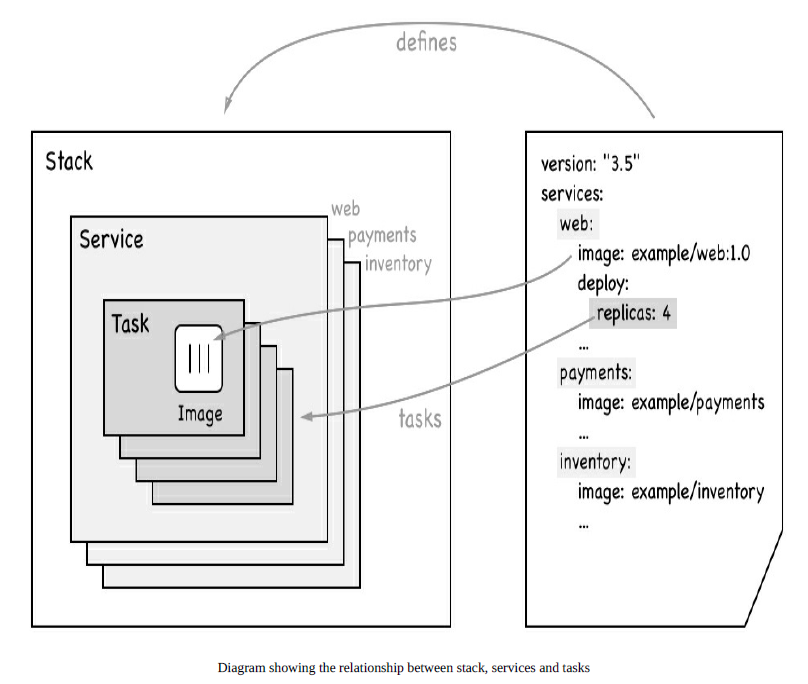 defines
Stack
web
payments
inventory
Service
Task
Image
tasks
version: "3.5"
services:
web:
image: example/web:1.0
deploy:
replicas: 4
...
payments:
image: example/payments
...
inventory:
image: example/inventory
...
Diagram showing the relationship between stack, services and tasks